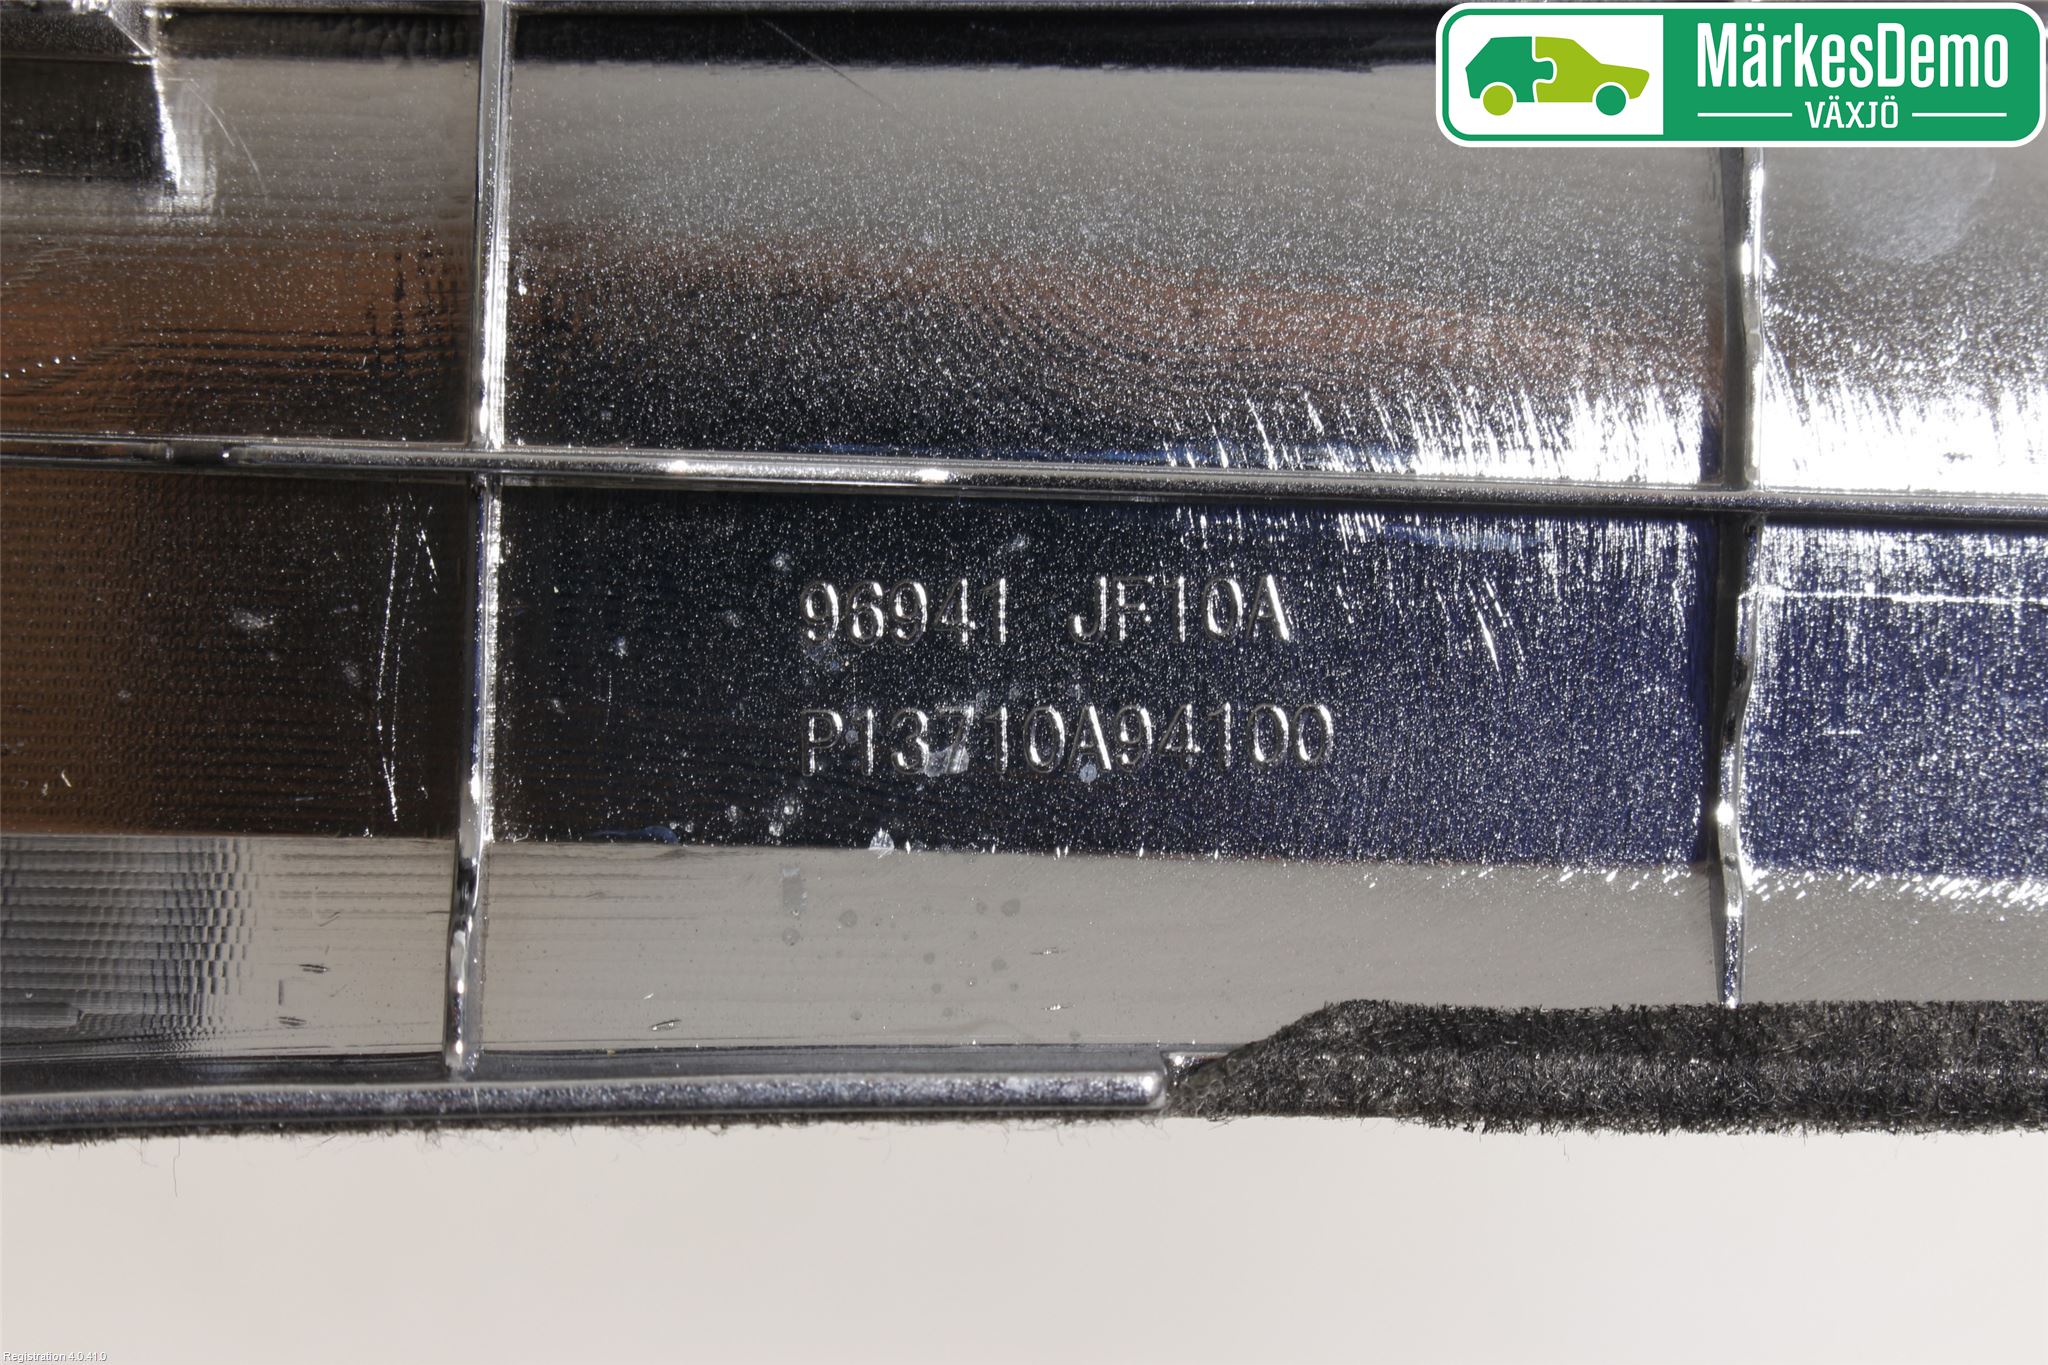 MärkesDemo
VÄXJÖ
96941 JF10A
P13710A94100
Registration 4.0.41.0